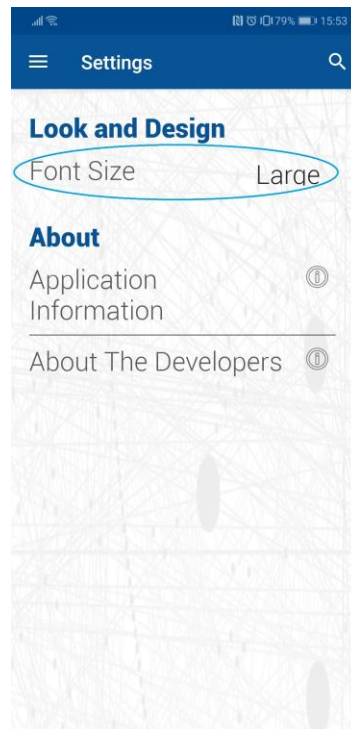 79% 15:53
Settings
Look and Design
Font Size Large
About
Application
Information
About The Developers